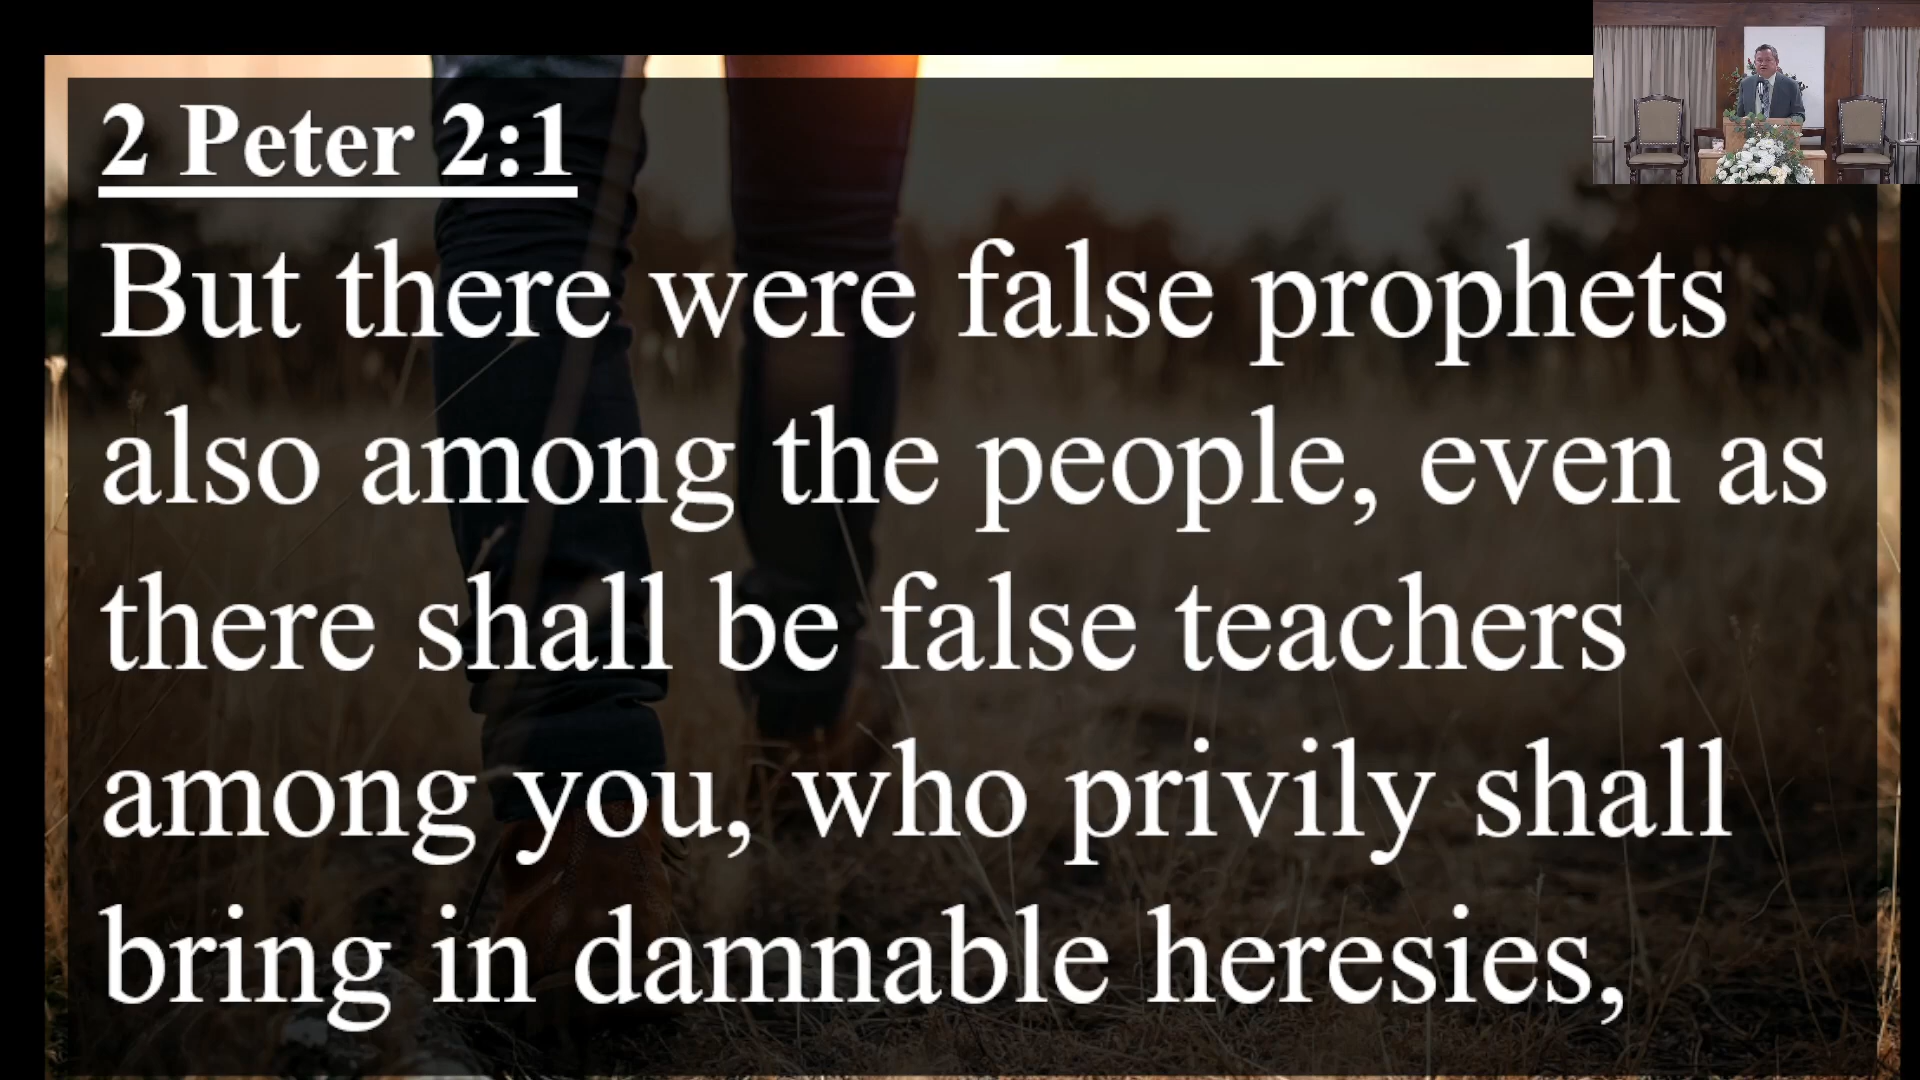 2 Peter 2:1
But there were false prophets
also among the people, even as
there shall be false teachers
among you, who privily shall
bring in damnable heresies,